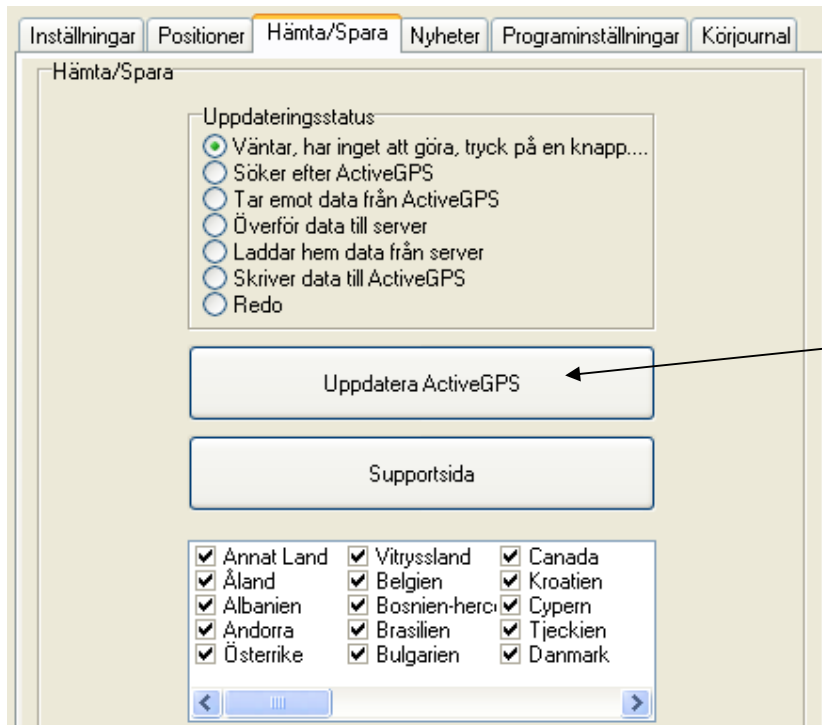 Inställningar Positioner Hämta/Spara Nyheter Programinställningar Körjournal
Hämta/Spara
Uppdateringsstatus
Väntar, har inget att göra, tryck på en knapp....
Söker efter ActiveGPS
Tar emot data från ActiveGPS
Överför data till server
Laddar hem data från server
Skriver data till ActiveGPS
Redo
Uppdatera ActiveGPS
Supportsida
Annat Land Vitryssland Canada
Åland Belgien Kroatien
Albanien Bosnien-herc Cypern
Andorra Brasilien Tjeckien
Österrike Bulgarien Danmark